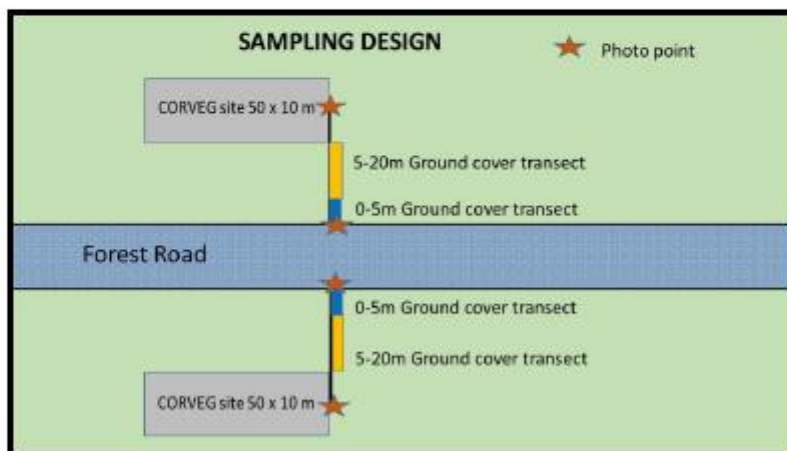 SAMPLING DESIGN
Photo point
CORVEG site 50 x 10 m
5-20m Ground cover transect
0-5m Ground cover transect
Forest Road
0-5m Ground cover transect
5-20m Ground cover transect
CORVEG site 50 x 10 m